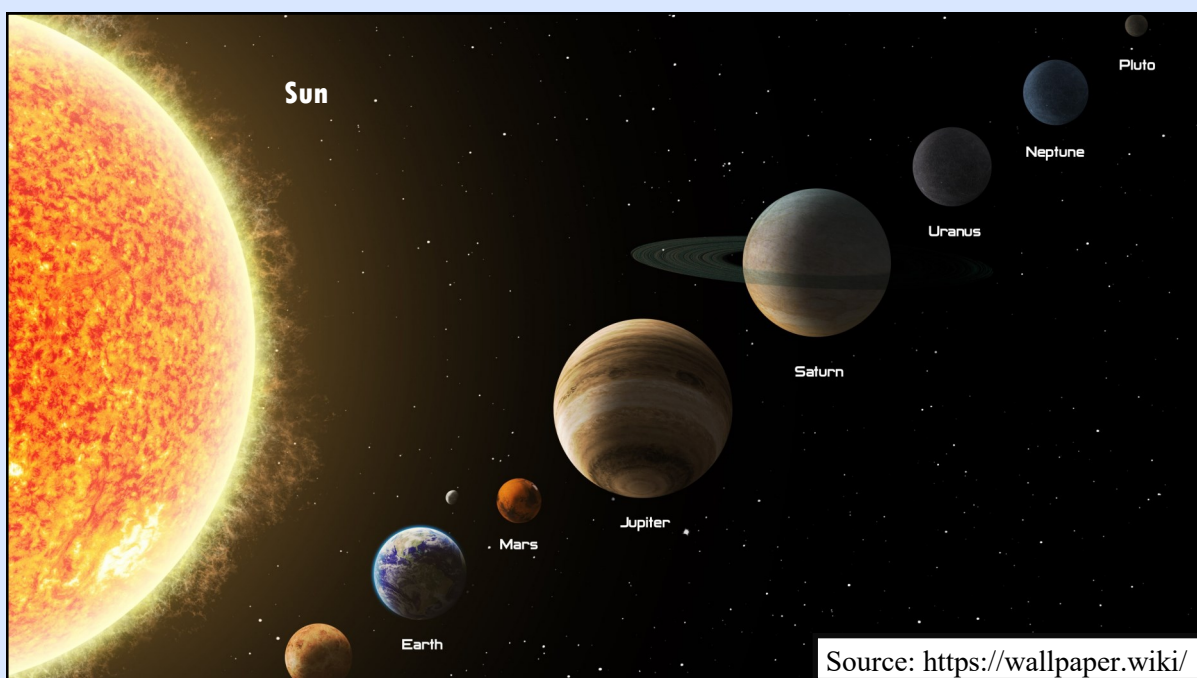 Sun
Pluto
Neptune
Uranus
Saturn
Jupiter
Mars
Earth
Source: https://wallpaper.wiki/